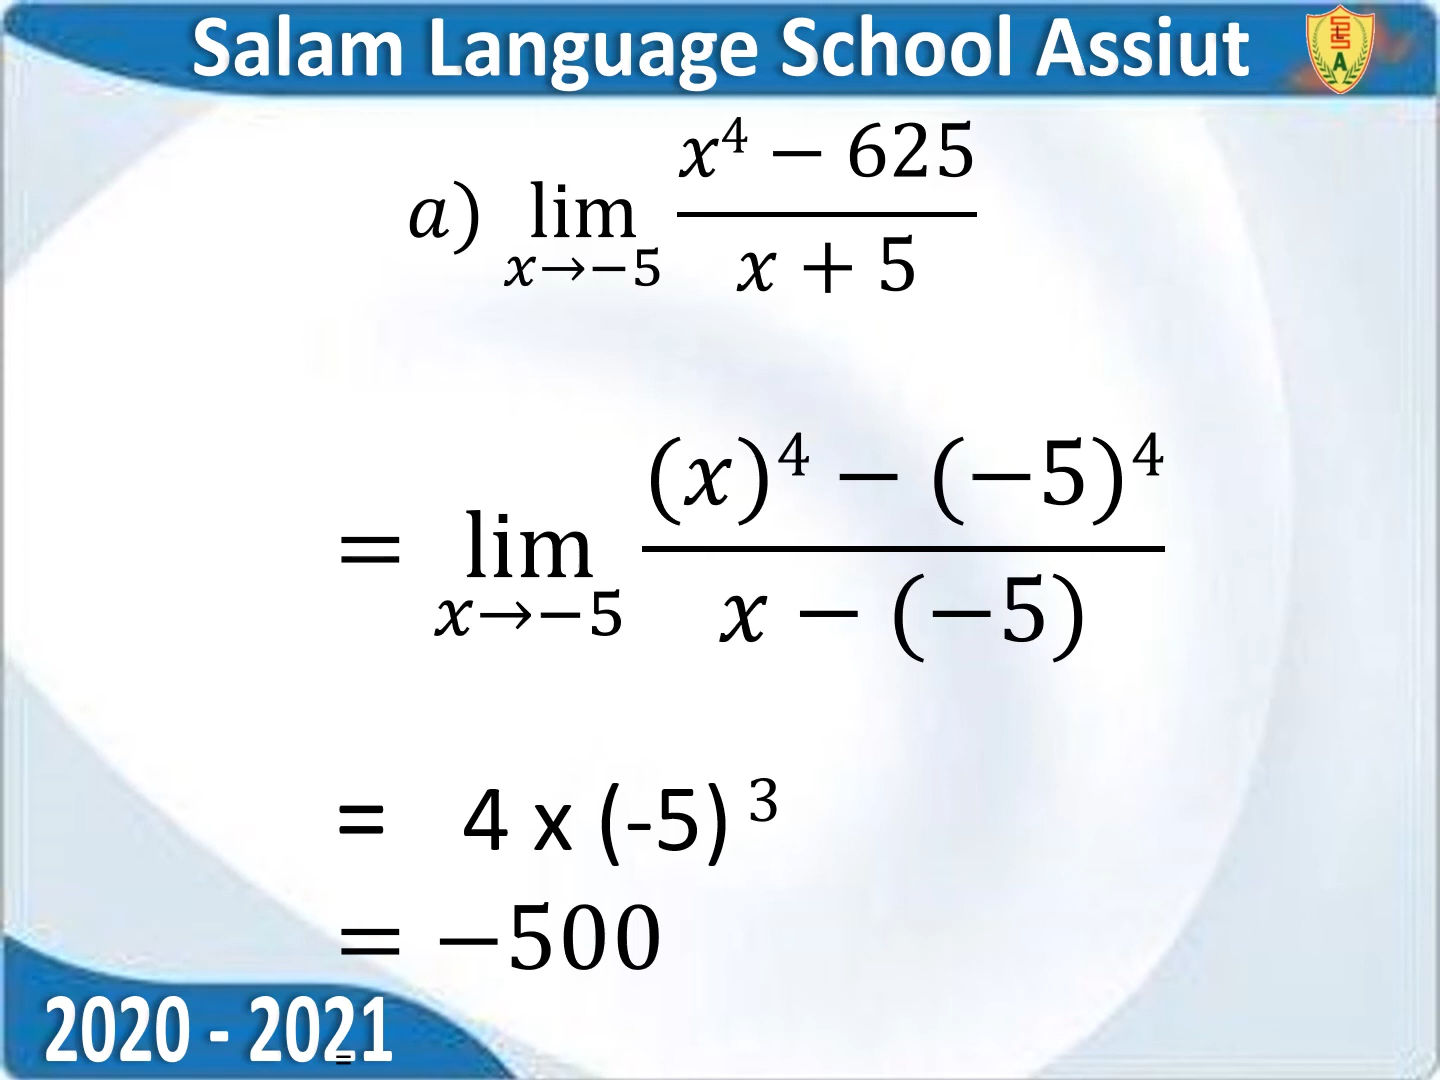 Salam Language School Assiut
S L S A
a) lim x→−5 (x⁴ − 625)/(x + 5)
= lim x→−5 ((x)⁴ − (−5)⁴)/(x − (−5))
= 4 x (-5) ³
= −500
2020 - 2021
=